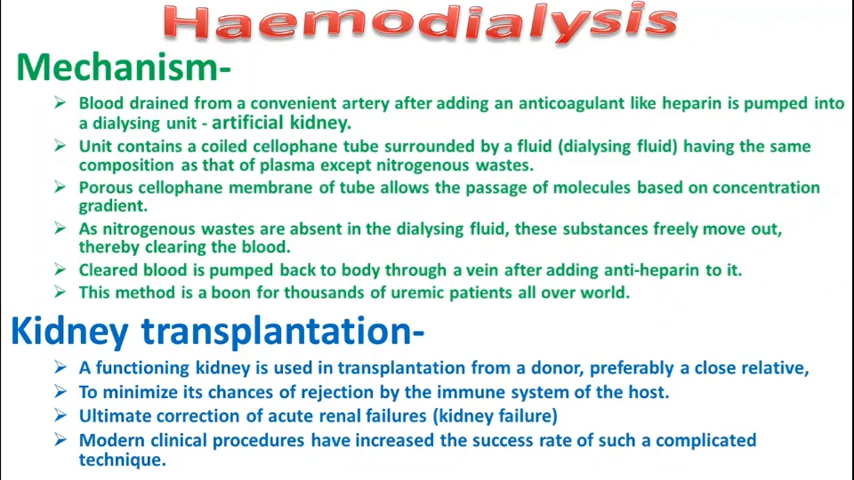 Haemodialysis
Mechanism-
➢ Blood drained from a convenient artery after adding an anticoagulant like heparin is pumped into
a dialysing unit - artificial kidney.
➢ Unit contains a coiled cellophane tube surrounded by a fluid (dialysing fluid) having the same
composition as that of plasma except nitrogenous wastes.
➢ Porous cellophane membrane of tube allows the passage of molecules based on concentration
gradient.
➢ As nitrogenous wastes are absent in the dialysing fluid, these substances freely move out,
thereby clearing the blood.
➢ Cleared blood is pumped back to body through a vein after adding anti-heparin to it.
➢ This method is a boon for thousands of uremic patients all over world.
Kidney transplantation-
➢ A functioning kidney is used in transplantation from a donor, preferably a close relative,
➢ To minimize its chances of rejection by the immune system of the host.
➢ Ultimate correction of acute renal failures (kidney failure)
➢ Modern clinical procedures have increased the success rate of such a complicated
technique.